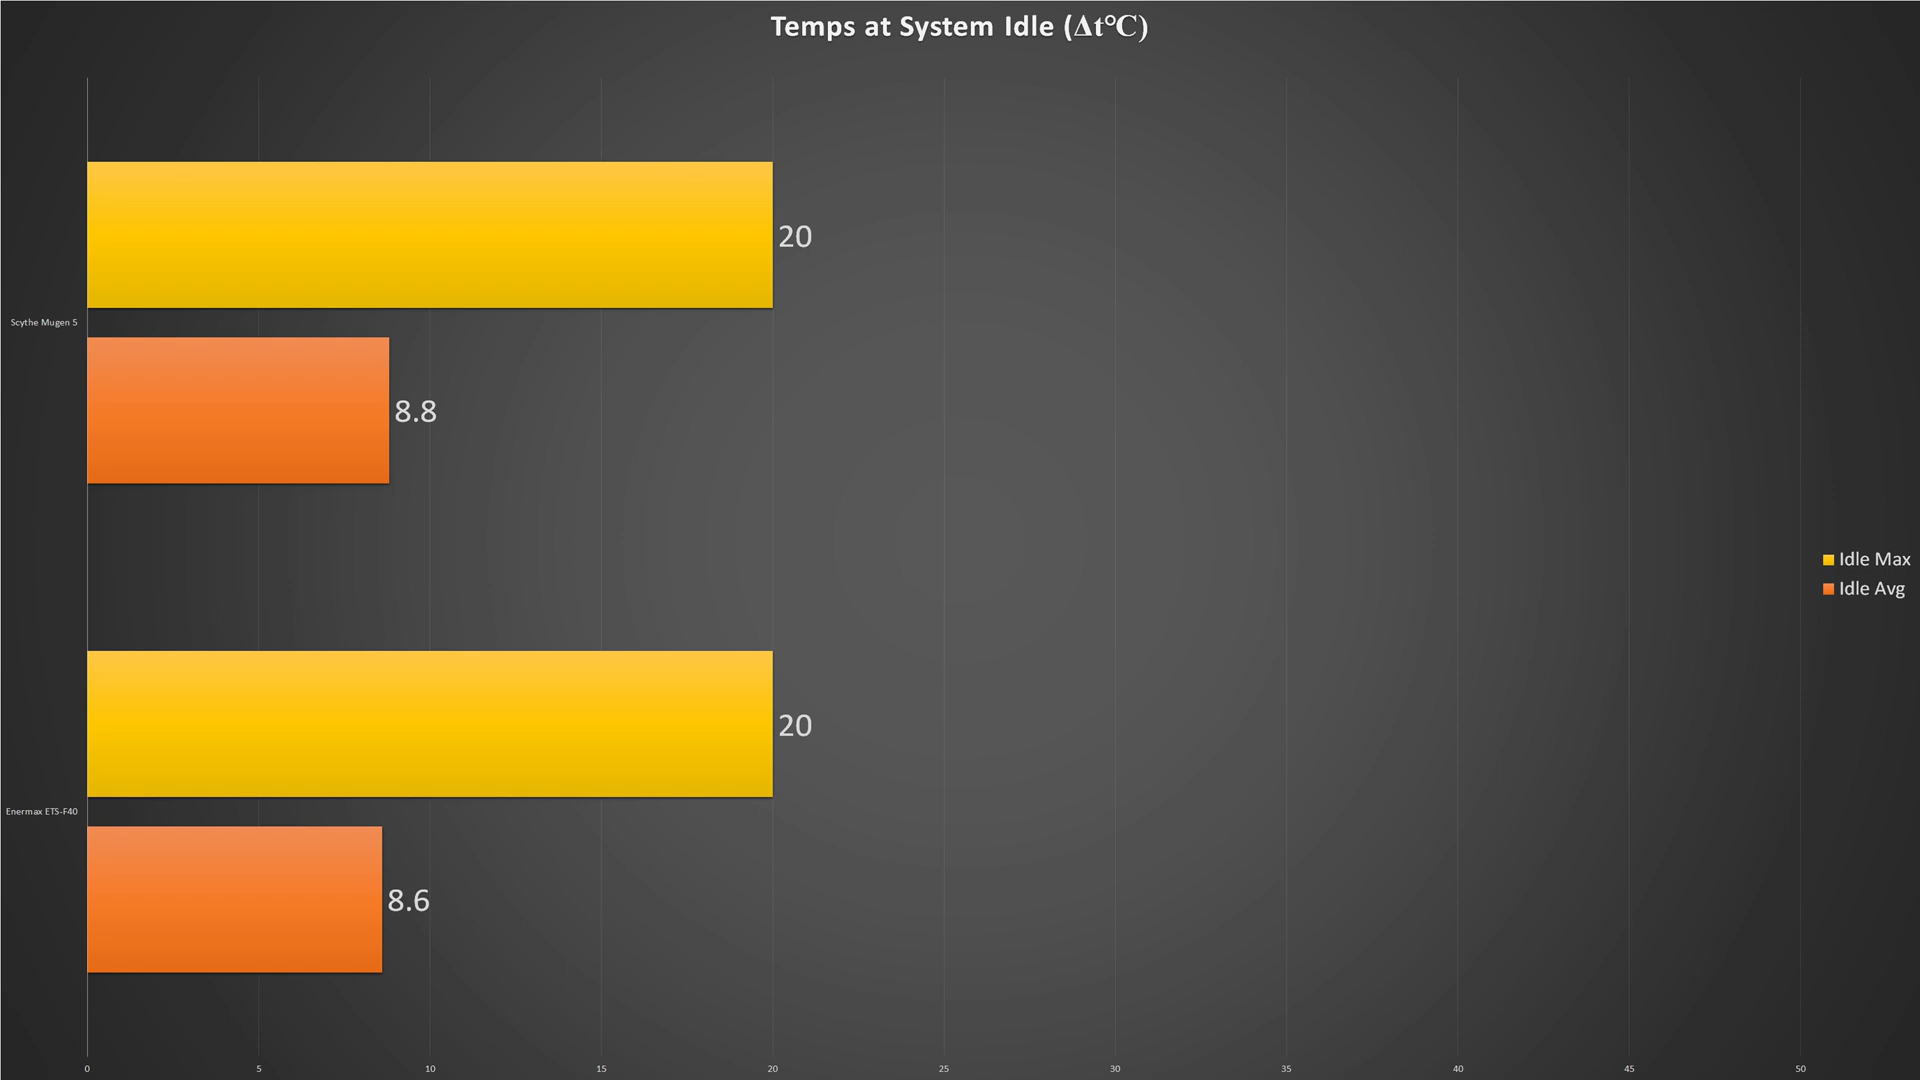 Temps at System Idle (Δt℃)
20
Scythe Mugen 5
8.8
Idle Max
Idle Avg
20
Enermax ETS-F40
8.6
0 5 10 15 20 25 30 35 40 45 50